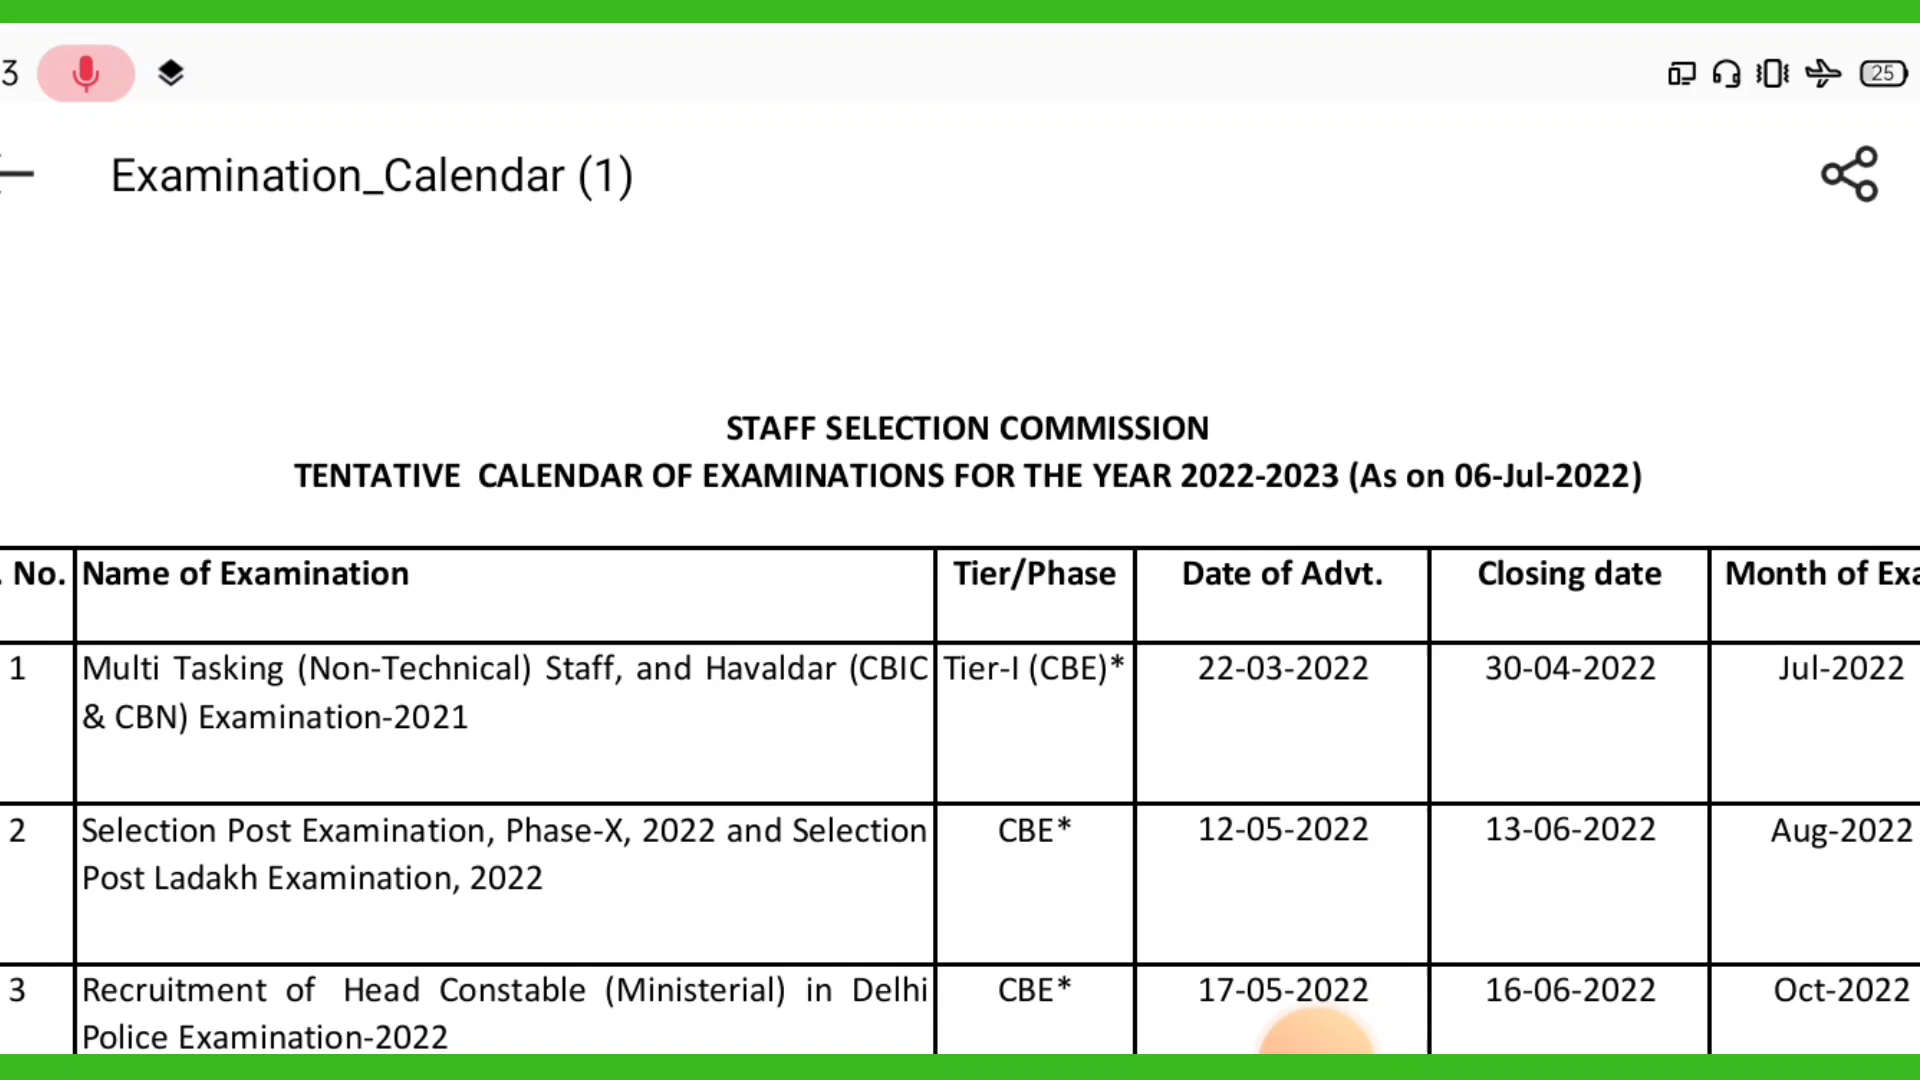 3
25
Examination_Calendar (1)
STAFF SELECTION COMMISSION
TENTATIVE CALENDAR OF EXAMINATIONS FOR THE YEAR 2022-2023 (As on 06-Jul-2022)
. No. Name of Examination Tier/Phase Date of Advt. Closing date Month of Exa
1 Multi Tasking (Non-Technical) Staff, and Havaldar (CBIC Tier-I (CBE)* 22-03-2022 30-04-2022 Jul-2022
& CBN) Examination-2021
2 Selection Post Examination, Phase-X, 2022 and Selection CBE* 12-05-2022 13-06-2022 Aug-2022
Post Ladakh Examination, 2022
3 Recruitment of Head Constable (Ministerial) in Delhi CBE* 17-05-2022 16-06-2022 Oct-2022
Police Examination-2022